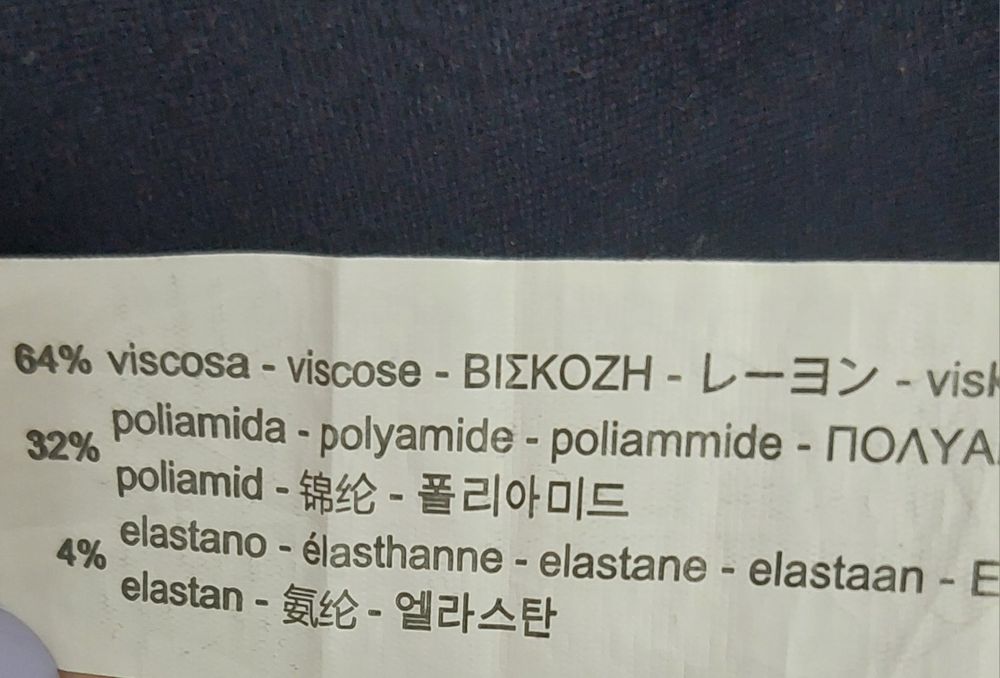 64% viscosa - viscose - ΒΙΣΚΟΖΗ - レーヨン -
32% poliamida - polyamide - poliammide -
poliamid - 锦纶 - 폴리아미드
4% elastano - élasthanne - elastane - elastaan -
elastan - 氨纶 - 엘라스탄